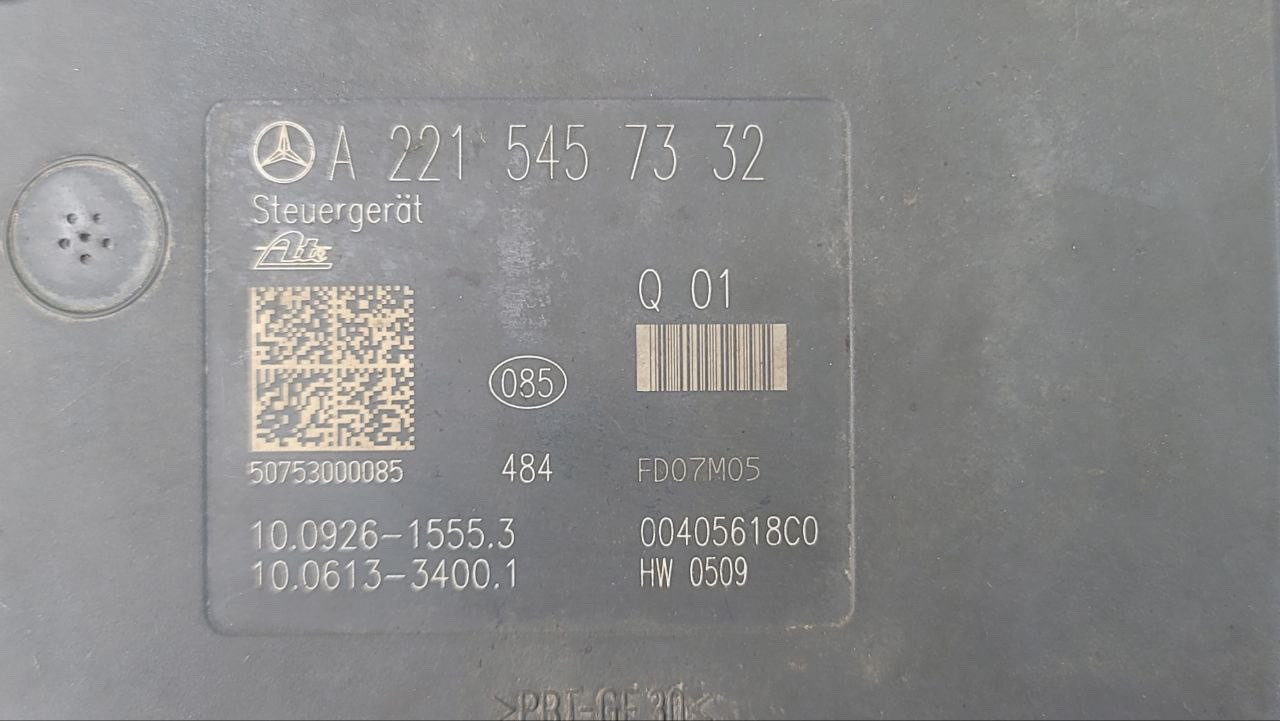 A 221 545 73 32
Steuergerät
Ate
Q 01
085
50753000085 484 FD07M05
10.0926-1555.3 00405618C0
10.0613-3400.1 HW 0509
>PBT-GF30<